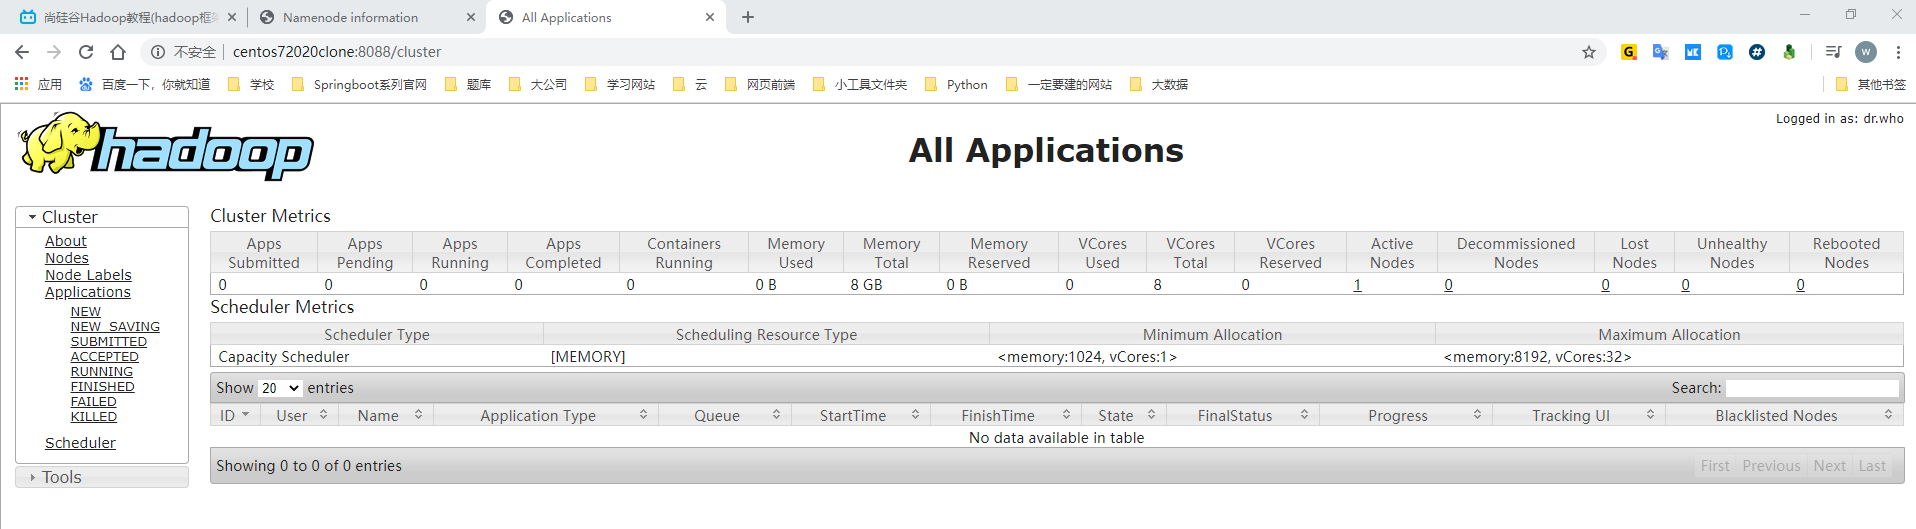 尚硅谷Hadoop教程(hadoop框架 Namenode information All Applications
不安全 centos72020clone:8088/cluster
应用 百度一下，你就知道 学校 Springboot系列官网 题库 大公司 学习网站 云 网页前端 小工具文件夹 Python 一定要建的网站 大数据 其他书签
Logged in as: dr.who
hadoop
All Applications
Cluster
About
Nodes
Node Labels
Applications
NEW
NEW_SAVING
SUBMITTED
ACCEPTED
RUNNING
FINISHED
FAILED
KILLED
Scheduler
Tools
Cluster Metrics
Apps Submitted Apps Pending Apps Running Apps Completed Containers Running Memory Used Memory Total Memory Reserved VCores Used VCores Total VCores Reserved Active Nodes Decommissioned Nodes Lost Nodes Unhealthy Nodes Rebooted Nodes
0 0 0 0 0 0 B 8 GB 0 B 0 8 0 1 0 0 0 0
Scheduler Metrics
Scheduler Type Scheduling Resource Type Minimum Allocation Maximum Allocation
Capacity Scheduler [MEMORY] <memory:1024, vCores:1> <memory:8192, vCores:32>
Show 20 entries Search:
ID User Name Application Type Queue StartTime FinishTime State FinalStatus Progress Tracking UI Blacklisted Nodes
No data available in table
Showing 0 to 0 of 0 entries First Previous Next Last